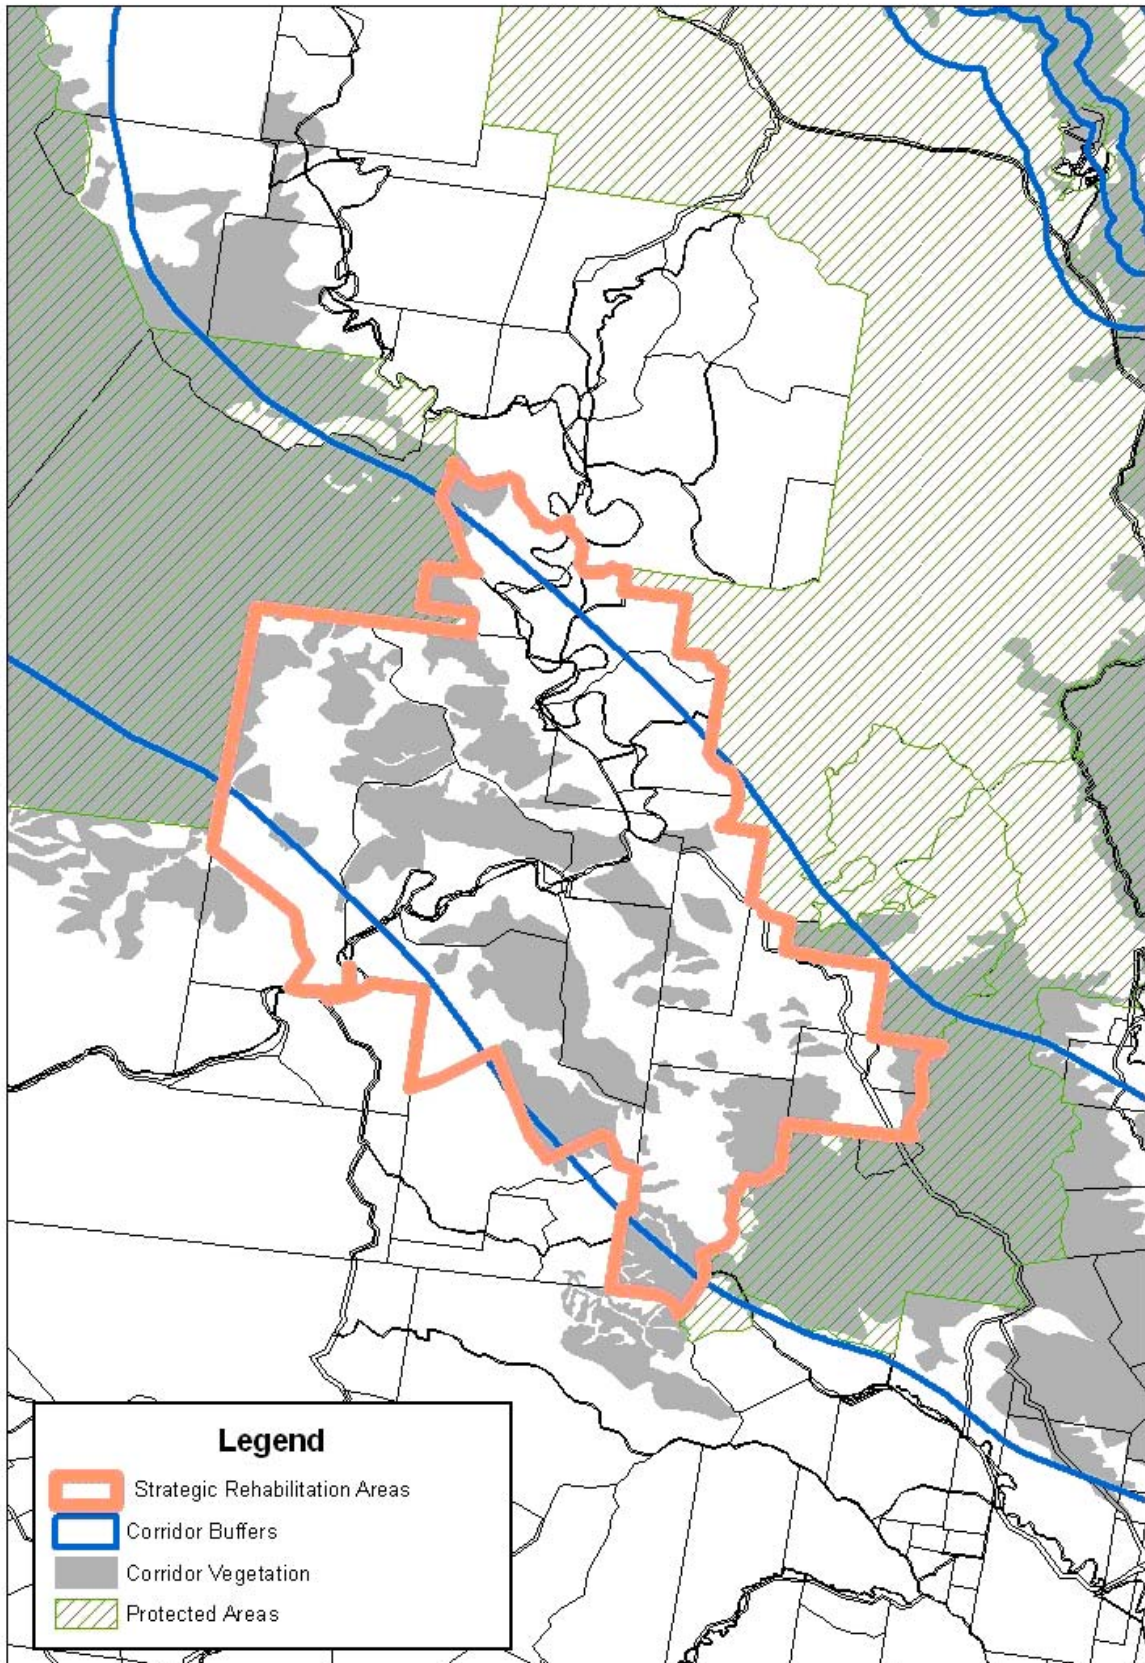 Legend
Strategic Rehabilitation Areas
Corridor Buffers
Corridor Vegetation
Protected Areas